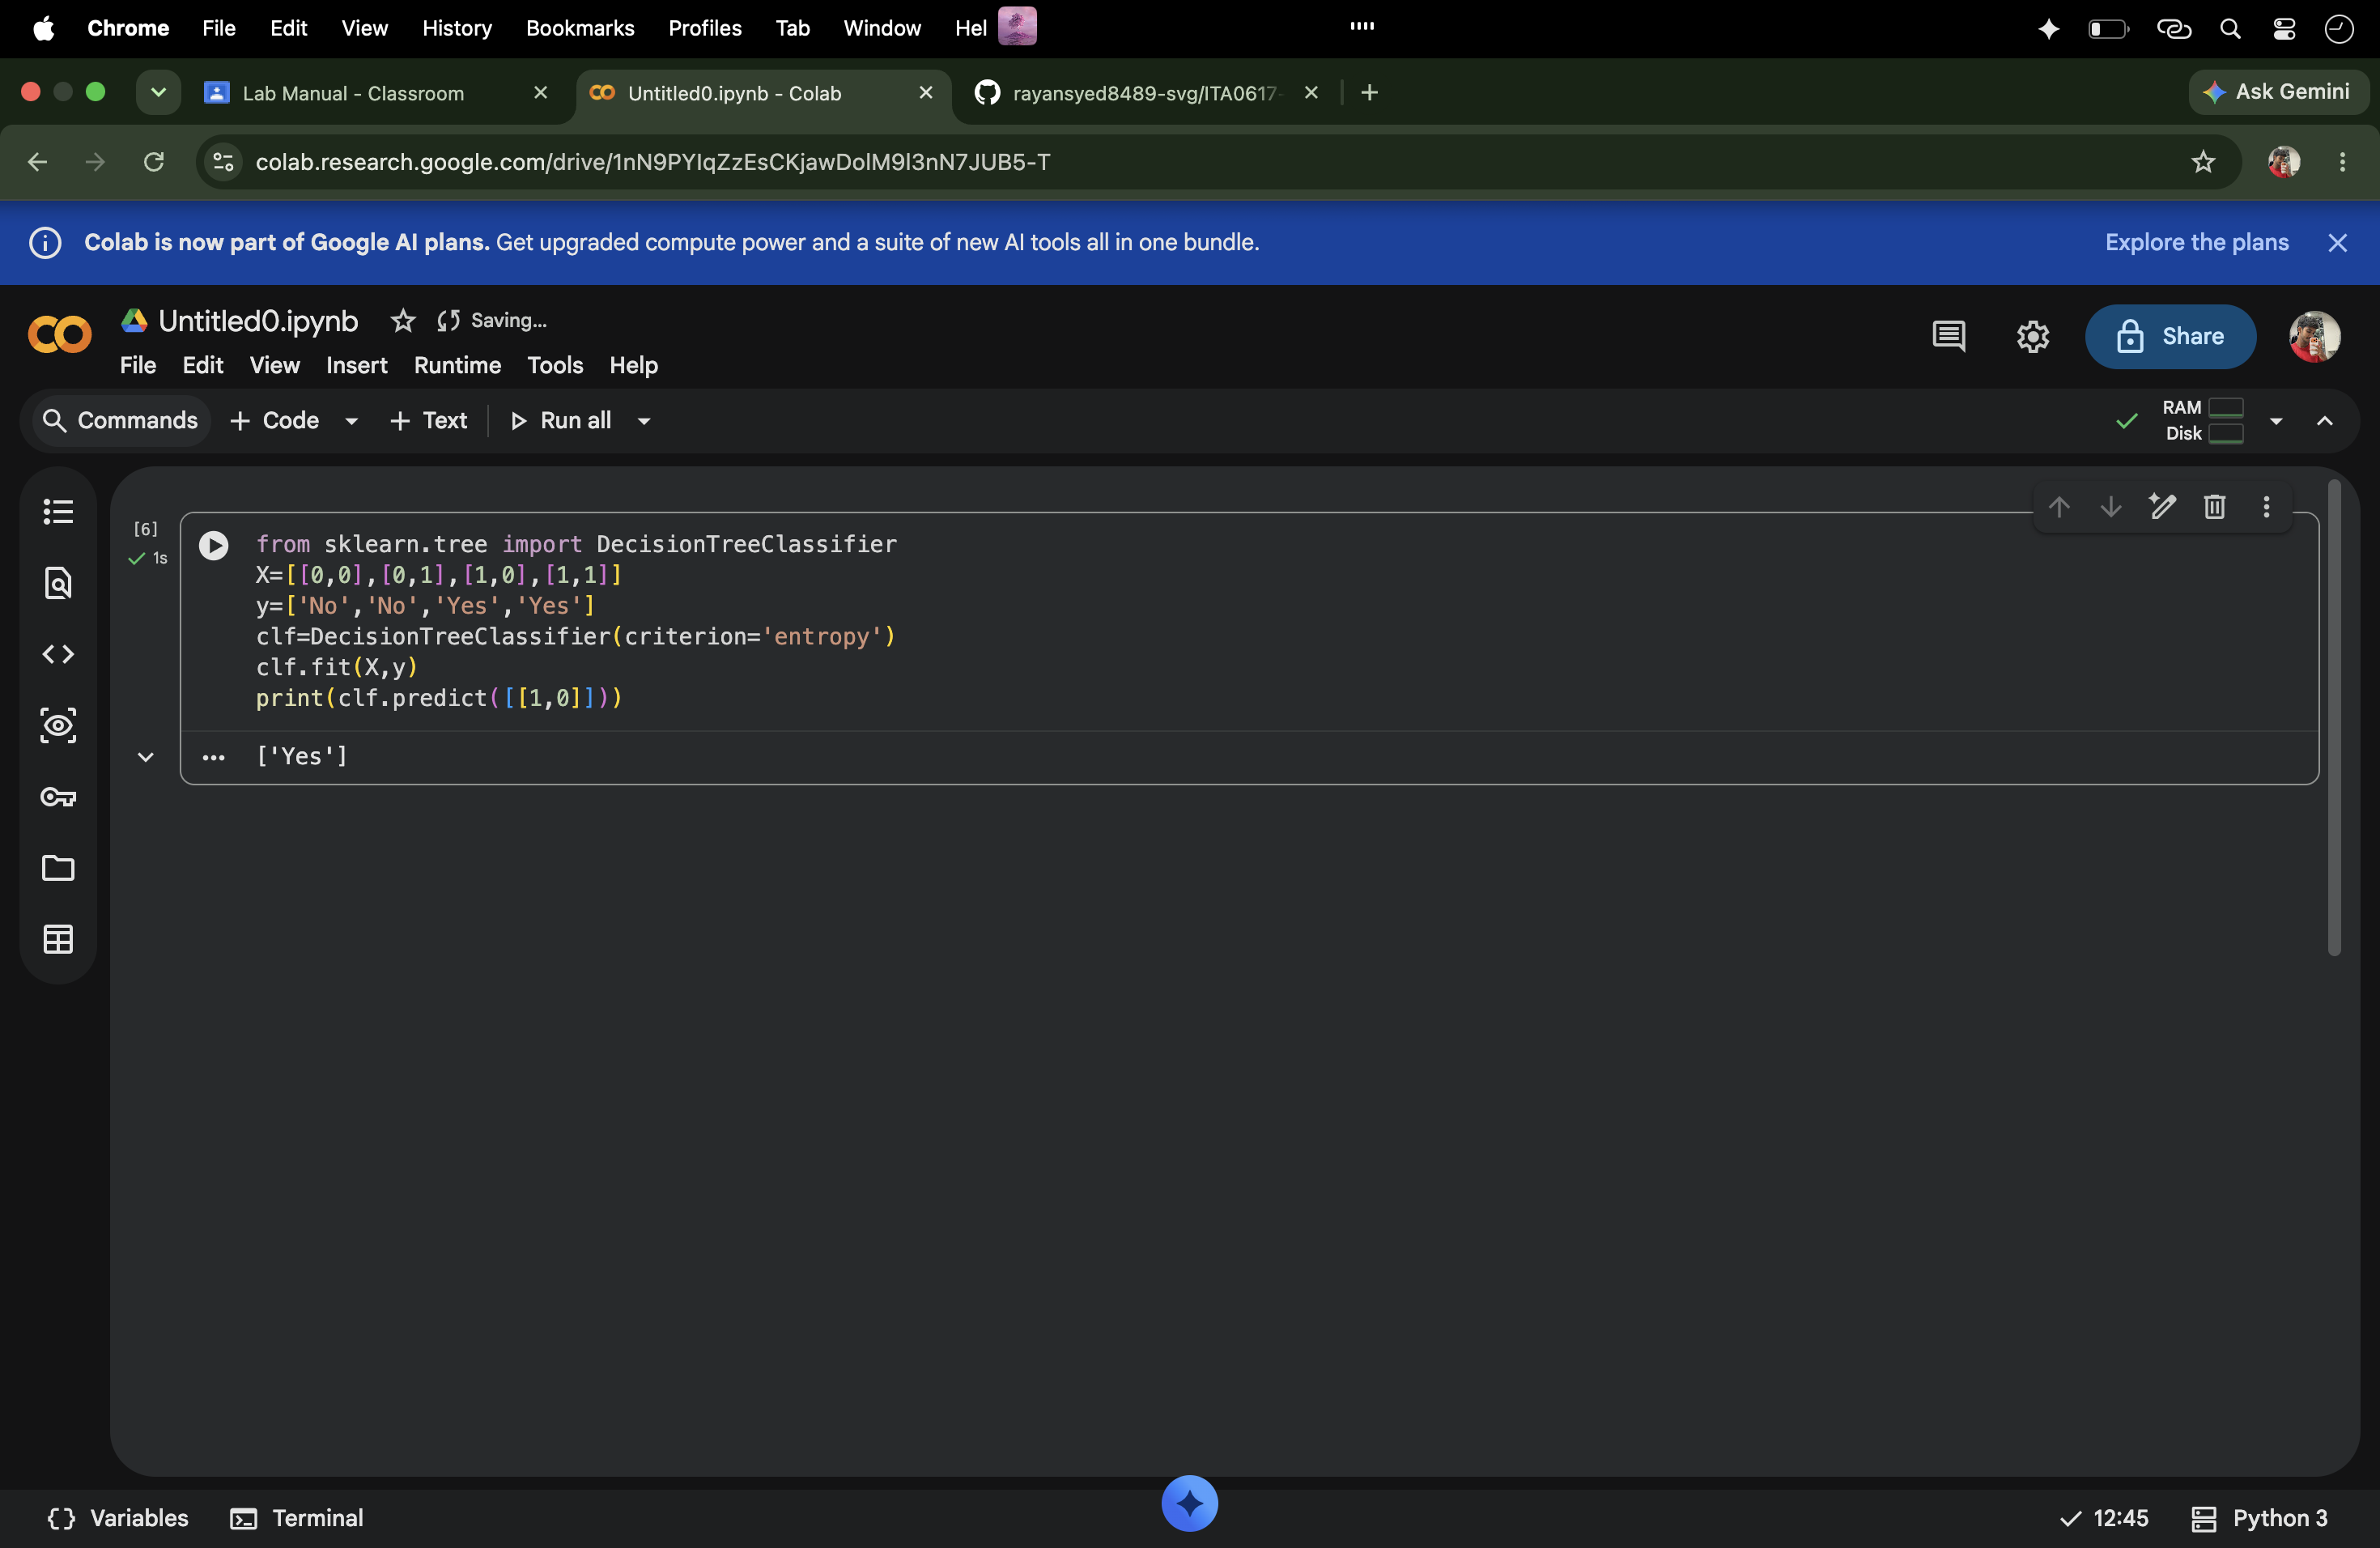 Chrome File Edit View History Bookmarks Profiles Tab Window Hel
Lab Manual - Classroom
Untitled0.ipynb - Colab
rayansyed8489-svg/ITA0617-
Ask Gemini
colab.research.google.com/drive/1nN9PYIqZzEsCKjawDolM9l3nN7JUB5-T
Colab is now part of Google AI plans. Get upgraded compute power and a suite of new AI tools all in one bundle.
Explore the plans
Untitled0.ipynb
Saving...
Share
File Edit View Insert Runtime Tools Help
Commands + Code + Text Run all
RAM
Disk
[6]
1s
from sklearn.tree import DecisionTreeClassifier
X=[[0,0],[0,1],[1,0],[1,1]]
y=['No','No','Yes','Yes']
clf=DecisionTreeClassifier(criterion='entropy')
clf.fit(X,y)
print(clf.predict([[1,0]]))
['Yes']
Variables
Terminal
12:45
Python 3